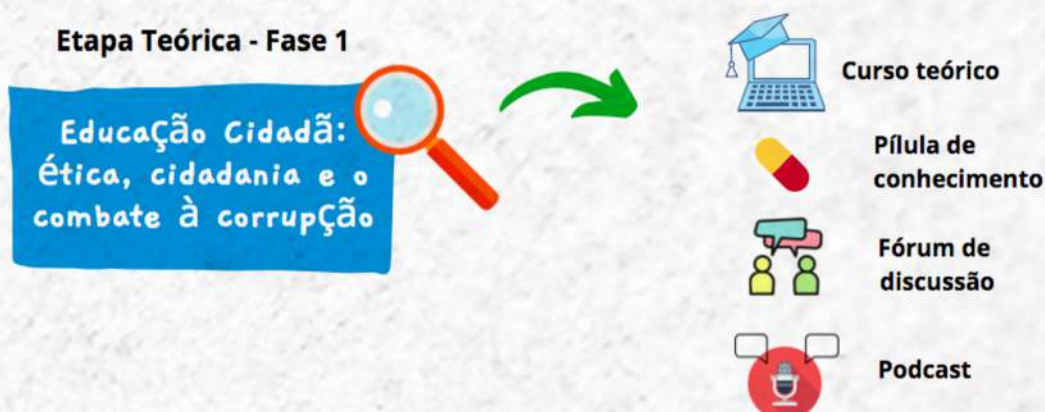 Etapa Teórica - Fase 1
Educação Cidadã:
ética, cidadania e o
combate à corrupção
Curso teórico
Pílula de
conhecimento
Fórum de
discussão
Podcast